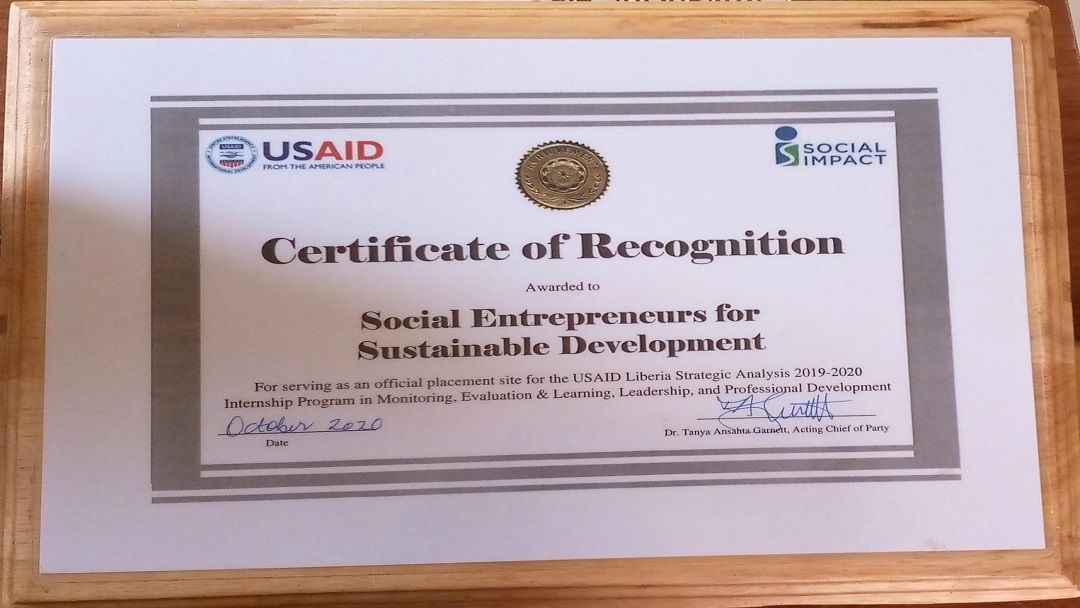 USAID
FROM THE AMERICAN PEOPLE
USAID
ACHIEVEMENT
SOCIAL
IMPACT
Certificate of Recognition
Awarded to
Social Entrepreneurs for
Sustainable Development
For serving as an official placement site for the USAID Liberia Strategic Analysis 2019-2020
Internship Program in Monitoring, Evaluation & Learning, Leadership, and Professional Development
October 2020
Date
Dr. Tanya Ansahta Garnett, Acting Chief of Party